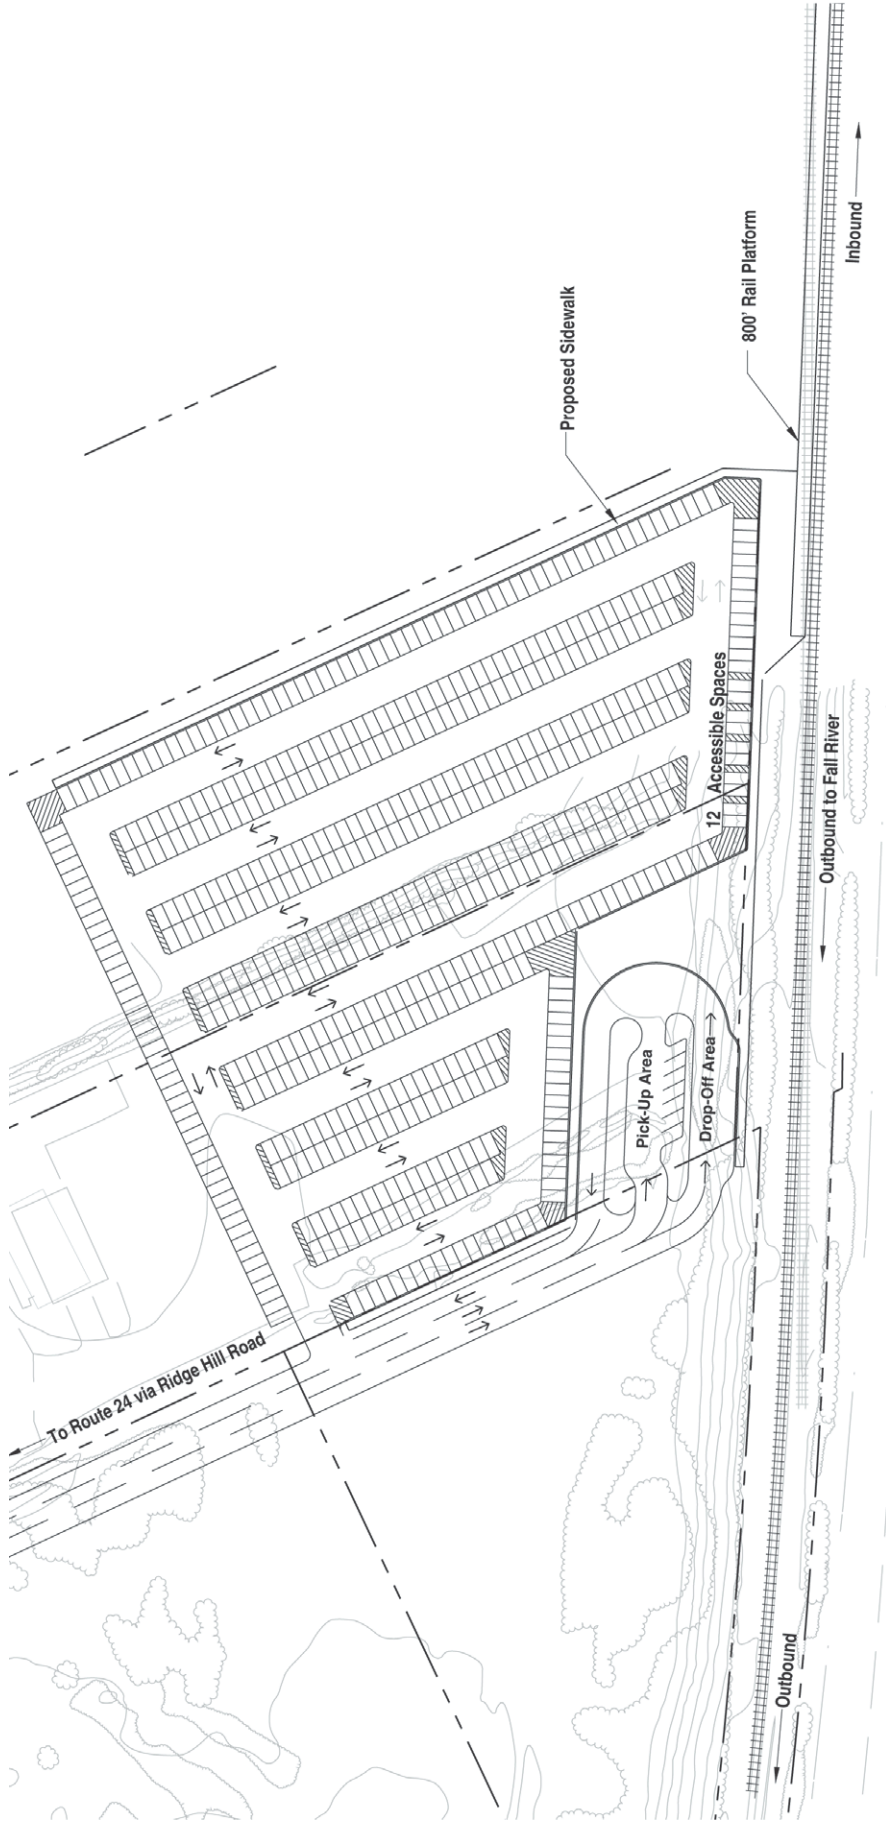 Inbound
800' Rail Platform
Proposed Sidewalk
12 Accessible Spaces
Outbound to Fall River
Pick-Up Area
Drop-Off Area
To Route 24 via Ridge Hill Road
Outbound